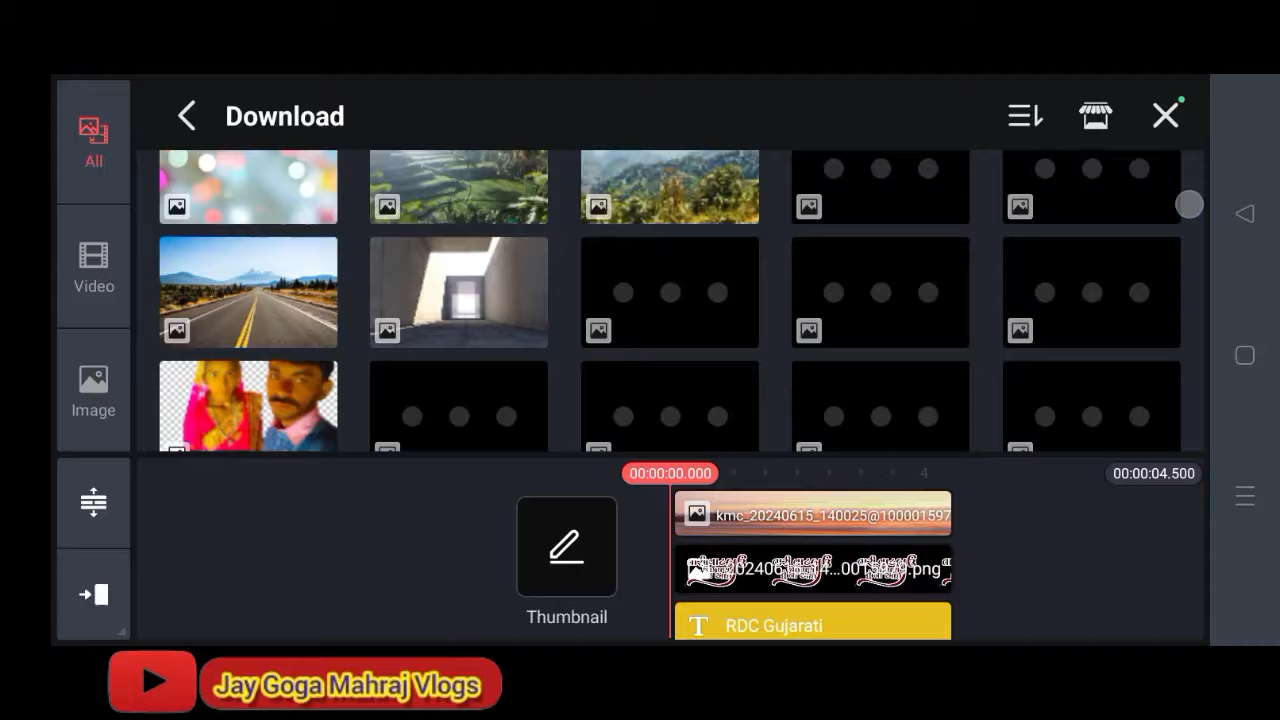 Download
All
Video
Image
00:00:00.000
4
00:00:04.500
kmc_20240615_140025@100001597
Thumbnail
RDC Gujarati
Jay Goga Mahraj Vlogs